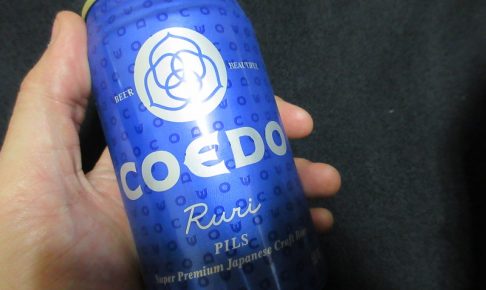 BEER BEAUTIFUL
COEDO
Ruri
PILS
Super Premium Japanese Craft Beer